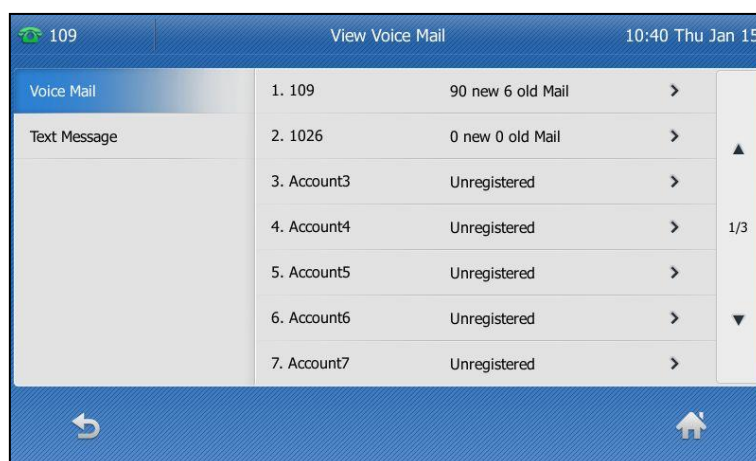 109 View Voice Mail 10:40 Thu Jan 15
Voice Mail
Text Message
1. 109 90 new 6 old Mail
2. 1026 0 new 0 old Mail
3. Account3 Unregistered
4. Account4 Unregistered
5. Account5 Unregistered
6. Account6 Unregistered
7. Account7 Unregistered
1/3